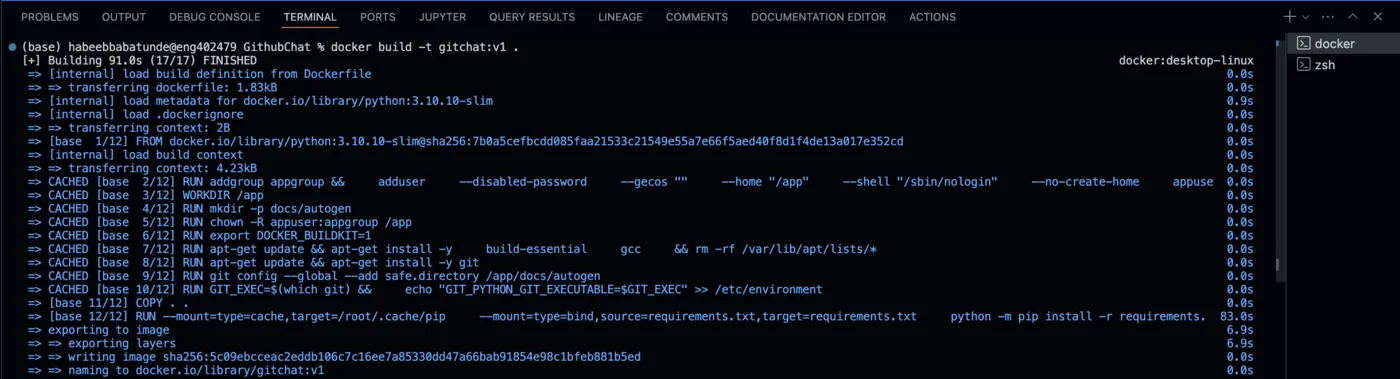 PROBLEMS OUTPUT DEBUG CONSOLE TERMINAL PORTS JUPYTER QUERY RESULTS LINEAGE COMMENTS DOCUMENTATION EDITOR ACTIONS
(base) habeebbabatunde@eng402479 GithubChat % docker build -t gitchat:v1 .
[+] Building 91.0s (17/17) FINISHED docker:desktop-linux
=> [internal] load build definition from Dockerfile 0.0s
=> => transferring dockerfile: 1.83kB 0.0s
=> [internal] load metadata for docker.io/library/python:3.10.10-slim 0.9s
=> [internal] load .dockerignore 0.0s
=> => transferring context: 2B 0.0s
=> [base 1/12] FROM docker.io/library/python:3.10.10-slim@sha256:7b0a5cefbcdd085faa21533c21549e55a7e66f5aed40f8d1f4de13a017e352cd 0.0s
=> [internal] load build context 0.0s
=> => transferring context: 4.23kB 0.0s
=> CACHED [base 2/12] RUN addgroup appgroup && adduser --disabled-password --gecos "" --home "/app" --shell "/sbin/nologin" --no-create-home appuse 0.0s
=> CACHED [base 3/12] WORKDIR /app 0.0s
=> CACHED [base 4/12] RUN mkdir -p docs/autogen 0.0s
=> CACHED [base 5/12] RUN chown -R appuser:appgroup /app 0.0s
=> CACHED [base 6/12] RUN export DOCKER_BUILDKIT=1 0.0s
=> CACHED [base 7/12] RUN apt-get update && apt-get install -y build-essential gcc && rm -rf /var/lib/apt/lists/* 0.0s
=> CACHED [base 8/12] RUN apt-get update && apt-get install -y git 0.0s
=> CACHED [base 9/12] RUN git config --global --add safe.directory /app/docs/autogen 0.0s
=> CACHED [base 10/12] RUN GIT_EXEC=$(which git) && echo "GIT_PYTHON_GIT_EXECUTABLE=$GIT_EXEC" >> /etc/environment 0.0s
=> [base 11/12] COPY . . 0.0s
=> [base 12/12] RUN --mount=type=cache,target=/root/.cache/pip --mount=type=bind,source=requirements.txt,target=requirements.txt python -m pip install -r requirements. 83.0s
=> exporting to image 6.9s
=> => exporting layers 6.9s
=> => writing image sha256:5c09ebcceac2eddb106c7c16ee7a85330dd47a66bab91854e98c1bfeb881b5ed 0.0s
=> => naming to docker.io/library/gitchat:v1 0.0s
docker
zsh